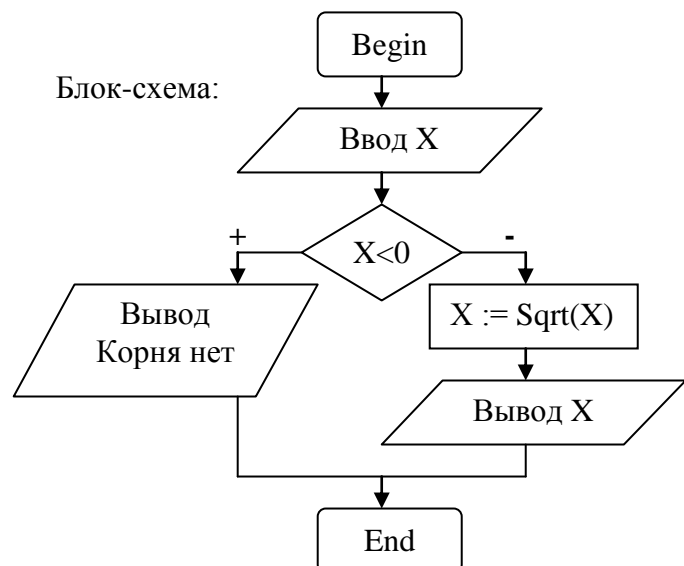 Begin
Блок-схема:
Ввод X
+
X<0
-
Вывод
Корня нет
X := Sqrt(X)
Вывод X
End